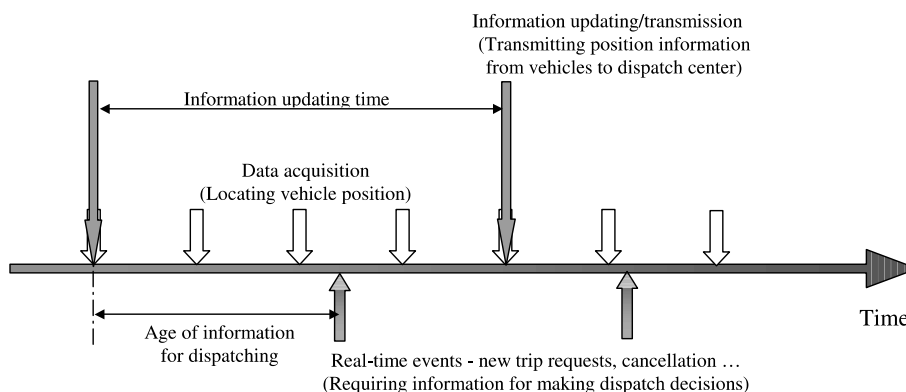 Information updating/transmission
(Transmitting position information
from vehicles to dispatch center)
Information updating time
Data acquisition
(Locating vehicle position)
Time
Age of information
for dispatching
Real-time events - new trip requests, cancellation …
(Requiring information for making dispatch decisions)